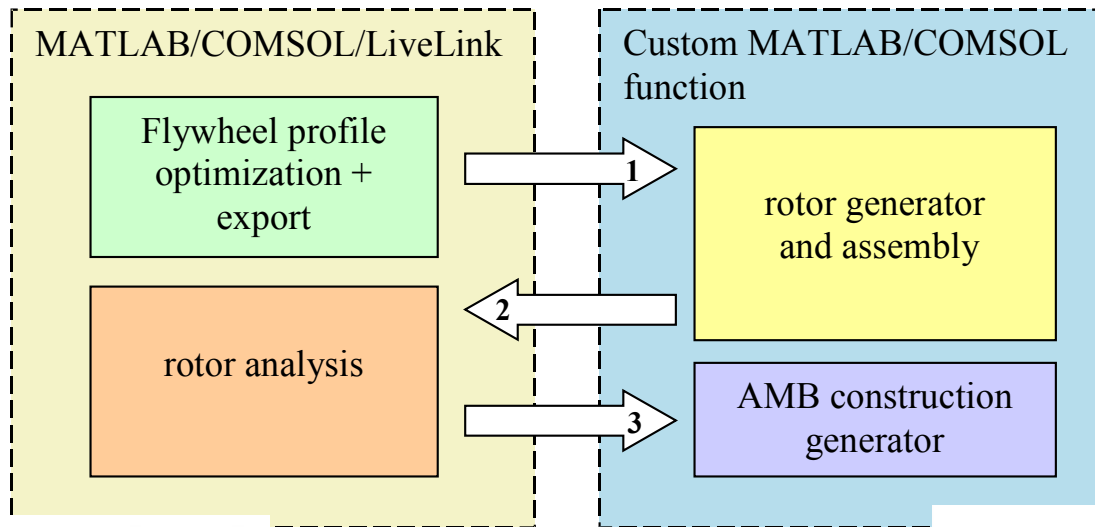 MATLAB/COMSOL/LiveLink
Flywheel profile
optimization +
export
rotor analysis
1
2
3
Custom MATLAB/COMSOL
function
rotor generator
and assembly
AMB construction
generator